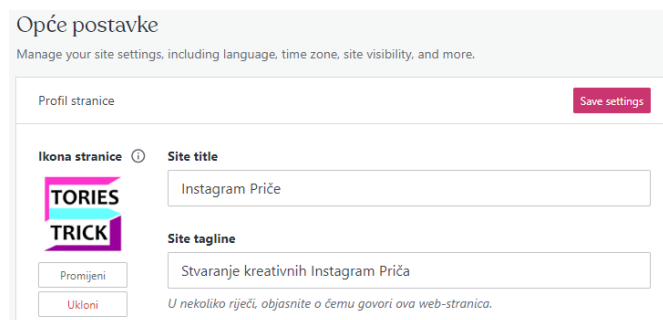 Opće postavke
Manage your site settings, including language, time zone, site visibility, and more.
Profil stranice
Save settings
Ikona stranice
Site title
TORIES
TRICK
Instagram Priče
Site tagline
Promijeni
Stvaranje kreativnih Instagram Priča
Ukloni
U nekoliko riječi, objasnite o čemu govori ova web-stranica.